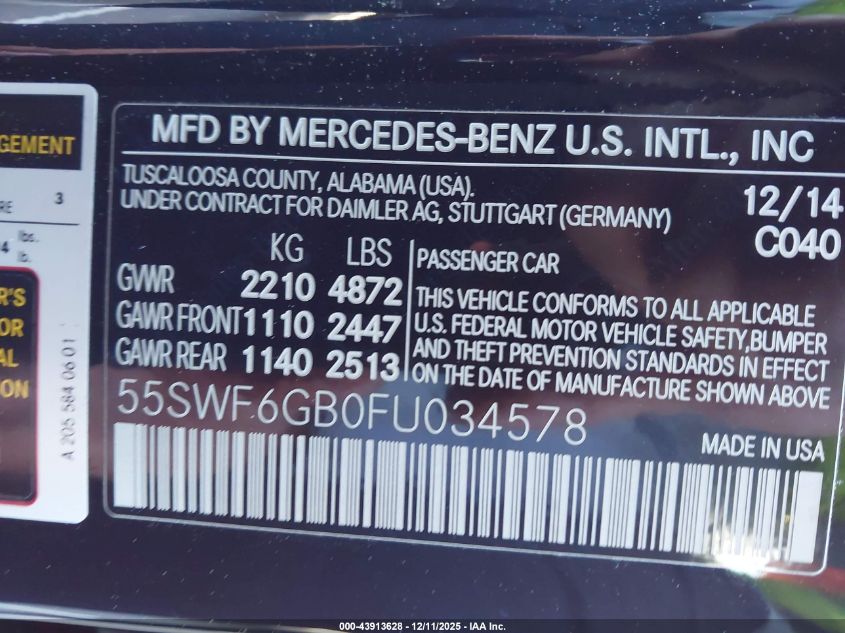 GEMENT
RE 3
4 lbs.
lb.
R'S
OR
AL
ON
A 205 584 06 01
MFD BY MERCEDES-BENZ U.S. INTL., INC
TUSCALOOSA COUNTY, ALABAMA (USA).
UNDER CONTRACT FOR DAIMLER AG, STUTTGART (GERMANY)
12/14
C040
KG LBS
GVWR 2210 4872
GAWR FRONT 1110 2447
GAWR REAR 1140 2513
PASSENGER CAR
THIS VEHICLE CONFORMS TO ALL APPLICABLE
U.S. FEDERAL MOTOR VEHICLE SAFETY, BUMPER
AND THEFT PREVENTION STANDARDS IN EFFECT
ON THE DATE OF MANUFACTURE SHOWN ABOVE
55SWF6GB0FU034578
MADE IN USA
000-43913628 - 12/11/2025 - IAA Inc.